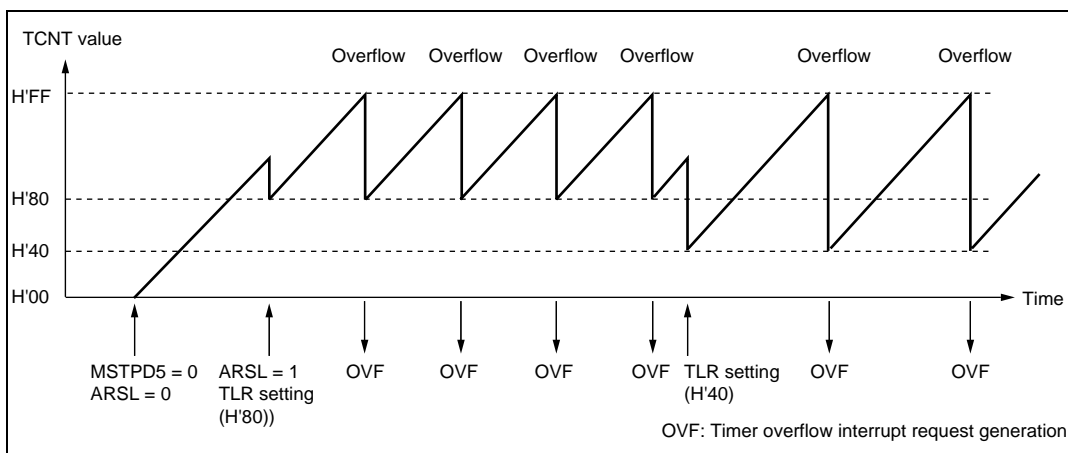 TCNT value
Overflow Overflow Overflow Overflow Overflow Overflow
H'FF
H'80
H'40
H'00
Time
MSTPD5 = 0
ARSL = 0
ARSL = 1
TLR setting
(H'80))
OVF OVF OVF OVF
TLR setting
(H'40)
OVF OVF
OVF: Timer overflow interrupt request generation